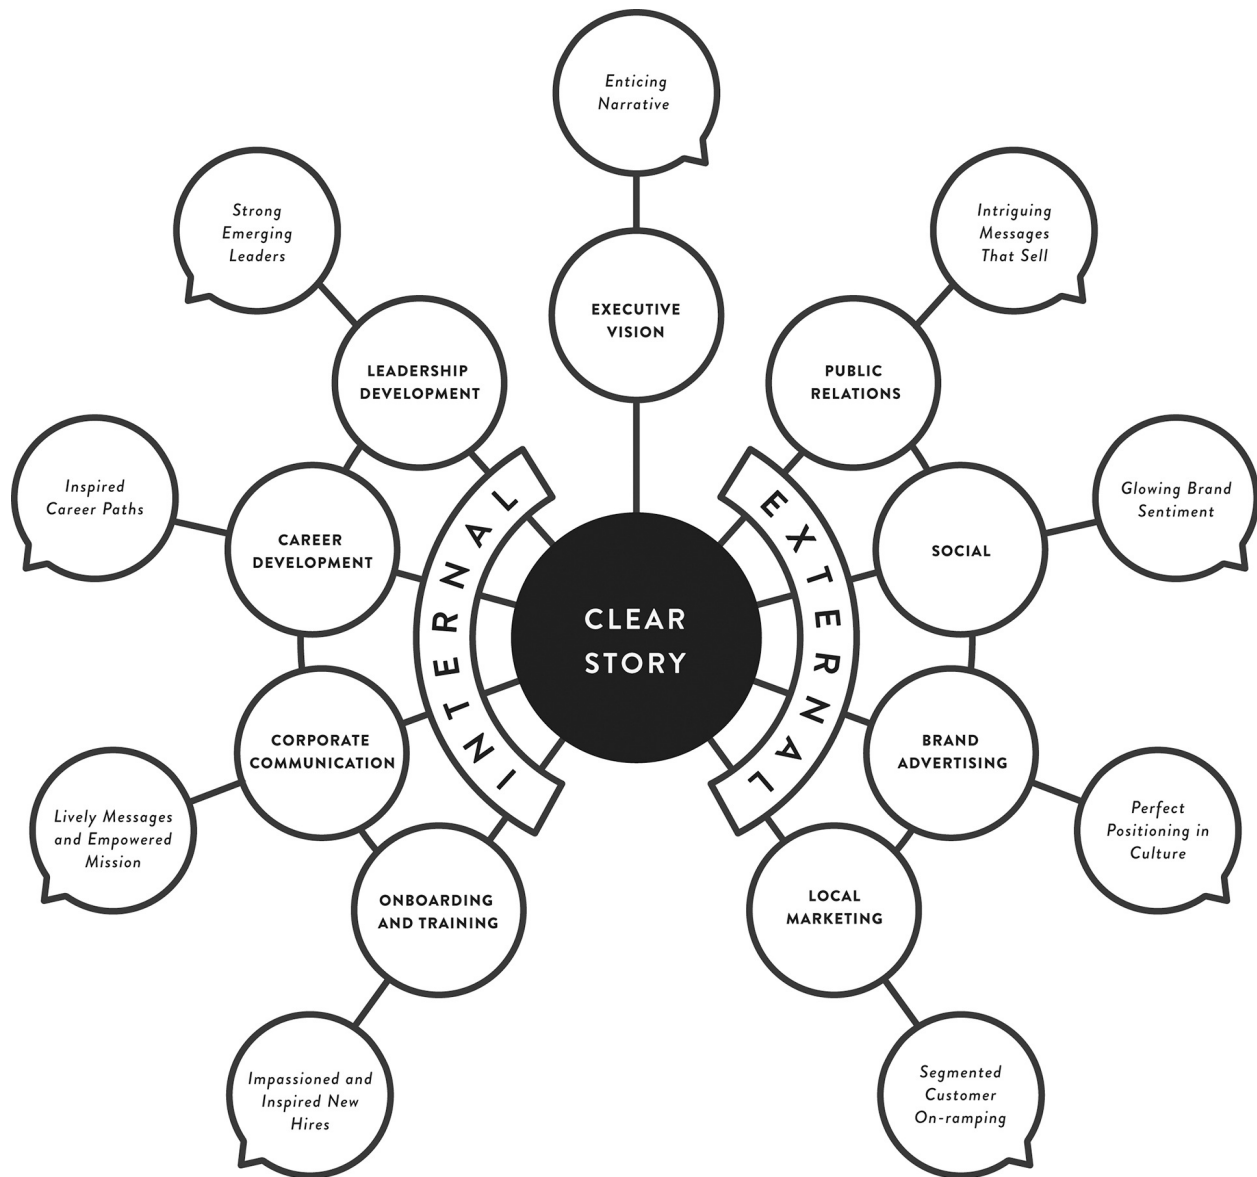 Enticing
Narrative
EXECUTIVE
VISION
Strong
Emerging
Leaders
LEADERSHIP
DEVELOPMENT
Inspired
Career Paths
CAREER
DEVELOPMENT
Lively Messages
and Empowered
Mission
CORPORATE
COMMUNICATION
Impassioned and
Inspired New
Hires
ONBOARDING
AND TRAINING
INTERNAL
CLEAR
STORY
EXTERNAL
Intriguing
Messages
That Sell
PUBLIC
RELATIONS
Glowing Brand
Sentiment
SOCIAL
Perfect
Positioning in
Culture
BRAND
ADVERTISING
Segmented
Customer
On-ramping
LOCAL
MARKETING